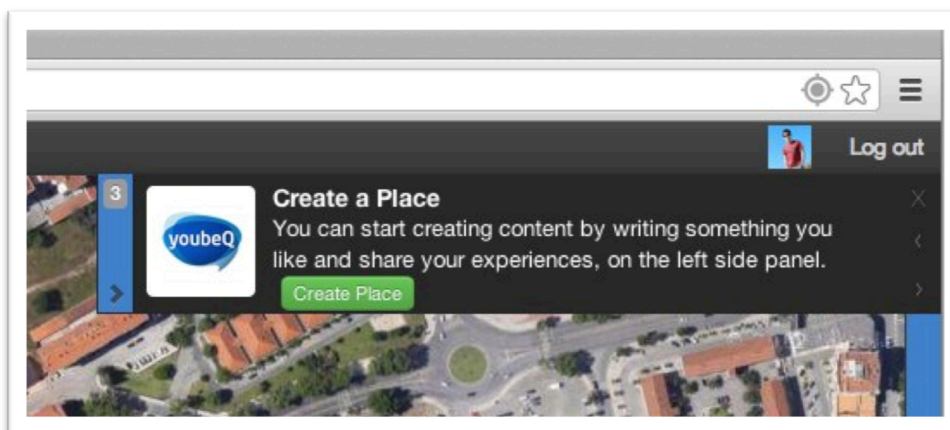 Log out
3
youbeQ
Create a Place
You can start creating content by writing something you
like and share your experiences, on the left side panel.
Create Place